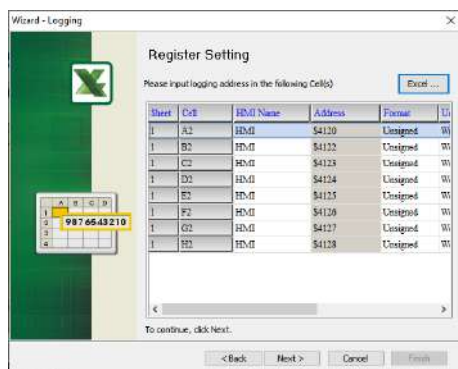 Wizard - Logging
Register Setting
Please input logging address in the following Cell(s)
Excel ...
Sheet Cell HMI Name Address Format
1 A2 HMI $4120 Unsigned
1 B2 HMI $4122 Unsigned
1 C2 HMI $4123 Unsigned
1 D2 HMI $4124 Unsigned
1 E2 HMI $4125 Unsigned
1 F2 HMI $4126 Unsigned
1 G2 HMI $4127 Unsigned
1 H2 HMI $4128 Unsigned
A B C D
1
2
3
4
9876543210
To continue, click Next.
< Back Next > Cancel Finish